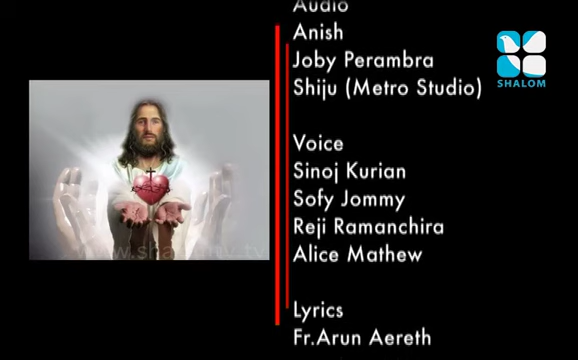 Audio
Anish
Joby Perambra
Shiju (Metro Studio)
Voice
Sinoj Kurian
Sofy Jommy
Reji Ramanchira
Alice Mathew
Lyrics
Fr.Arun Aereth
SHALOM